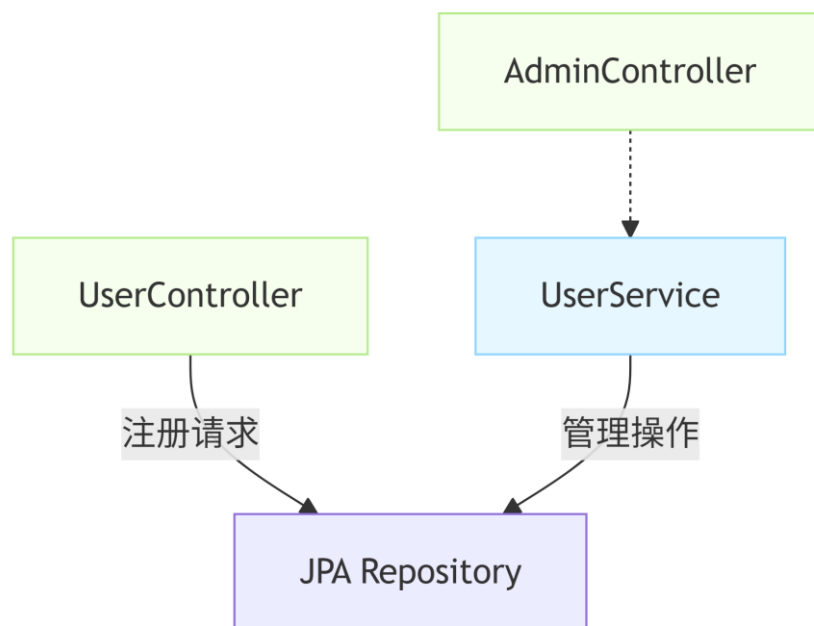 AdminController
UserController
UserService
注册请求
管理操作
JPA Repository